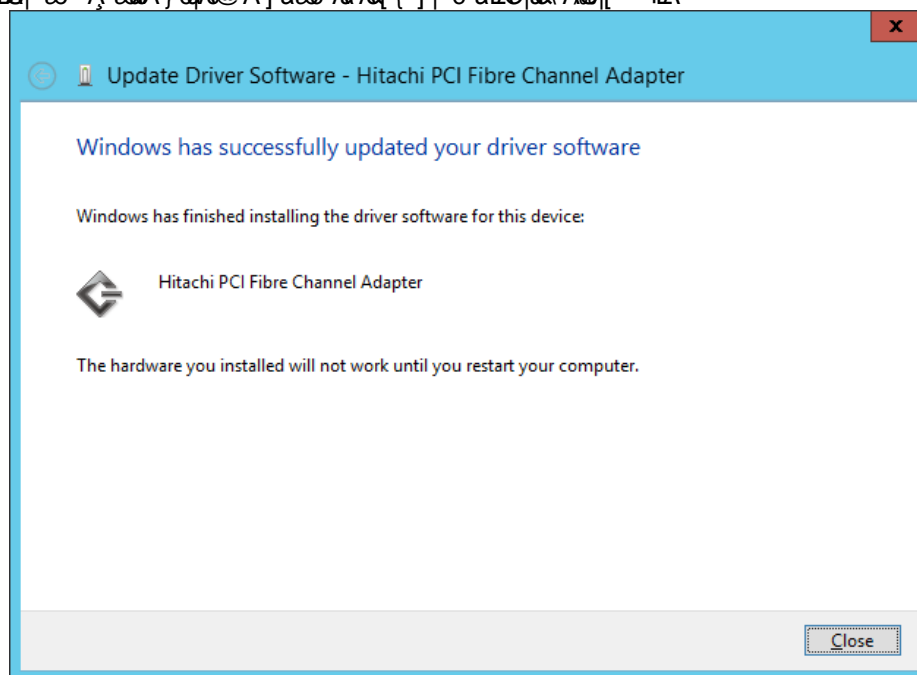 Update Driver Software - Hitachi PCI Fibre Channel Adapter
Windows has successfully updated your driver software
Windows has finished installing the driver software for this device:
Hitachi PCI Fibre Channel Adapter
The hardware you installed will not work until you restart your computer.
Close